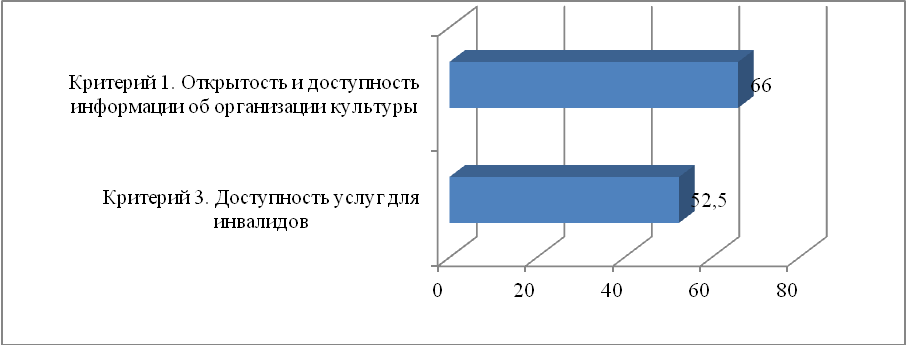 Критерий 1. Открытость и доступность
информации об организации культуры
66
Критерий 3. Доступность услуг для
инвалидов
52,5
0 20 40 60 80